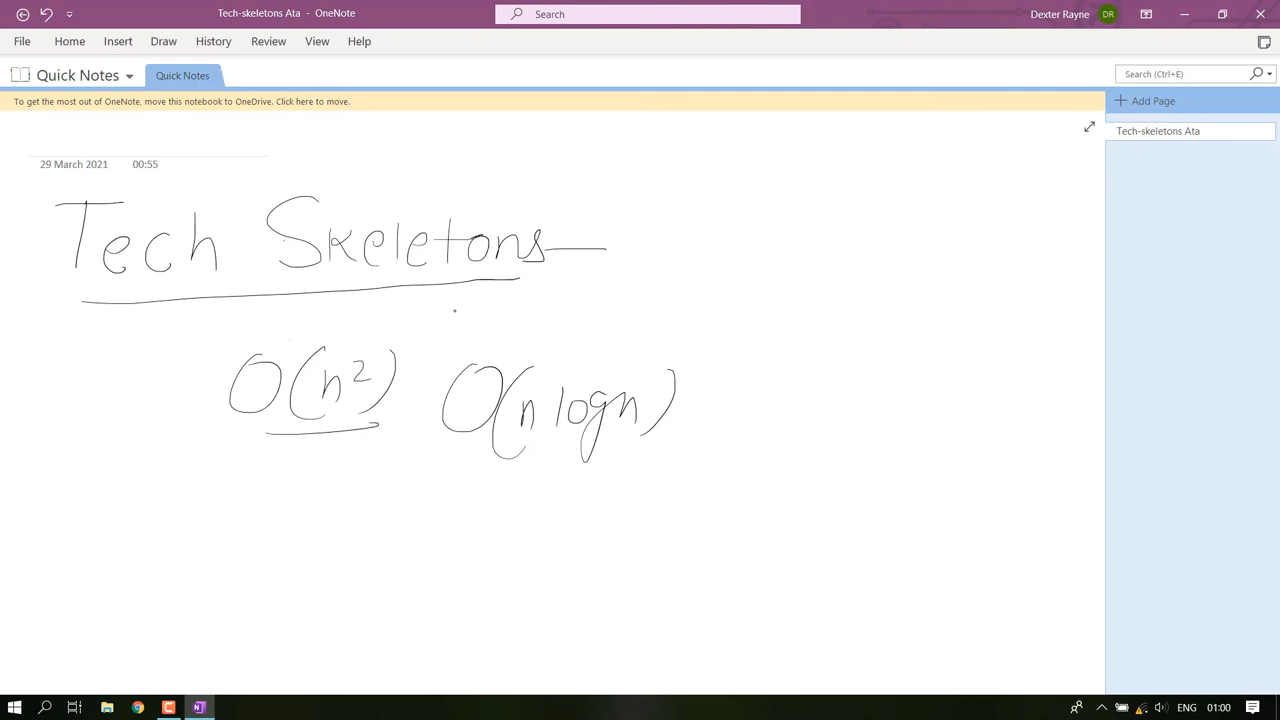 Tech-skeletons Ata - OneNote
Search
Dexter Rayne DR
File Home Insert Draw History Review View Help
Quick Notes Quick Notes
Search (Ctrl+E)
To get the most out of OneNote, move this notebook to OneDrive. Click here to move.
Add Page
Tech-skeletons Ata
29 March 2021 00:55
Tech Skeletons
O(n²) O(n logn)
ENG 01:00